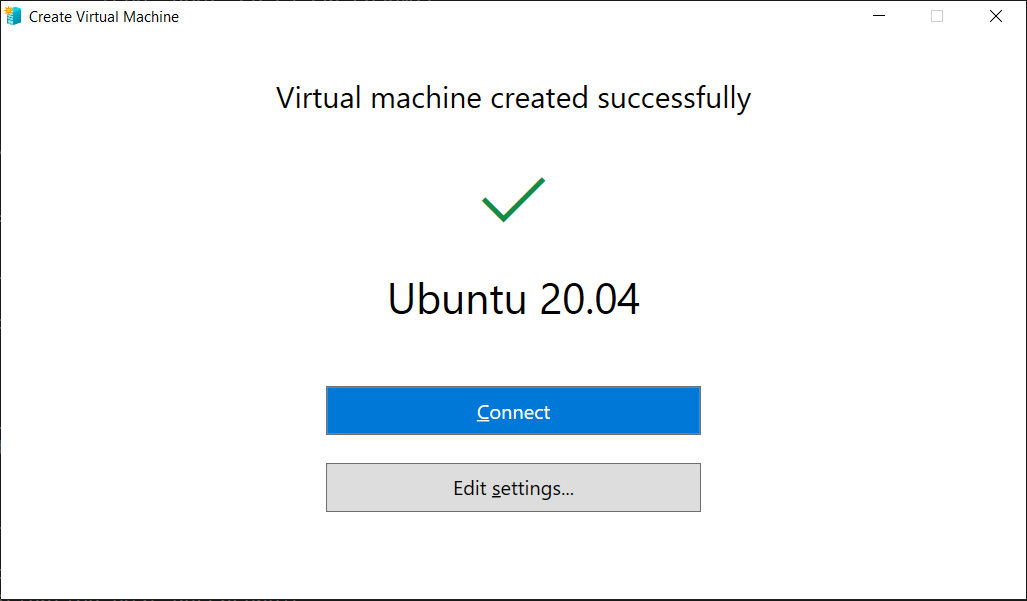 Create Virtual Machine
Virtual machine created successfully
Ubuntu 20.04
Connect
Edit settings...